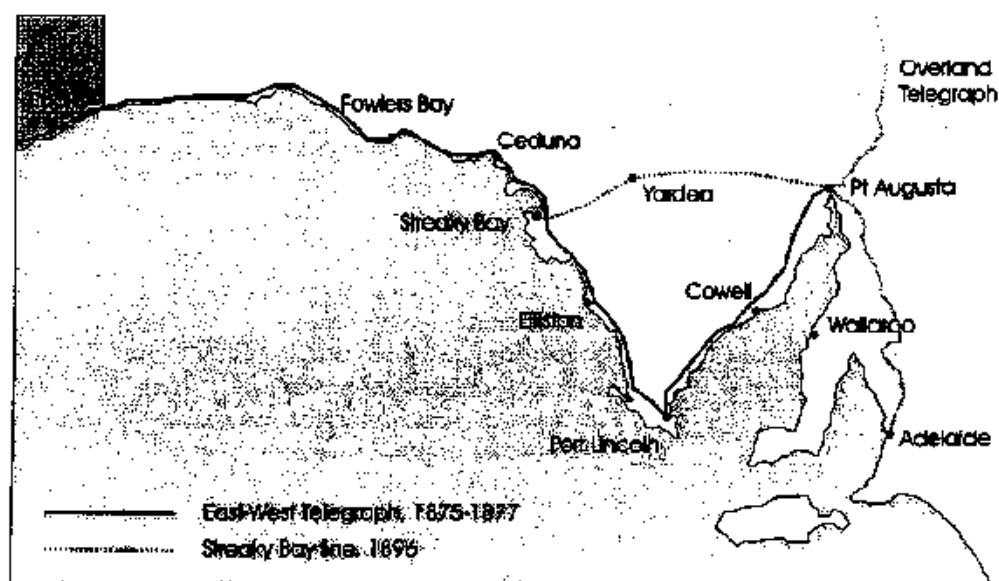 Overland
Telegraph
Fowlers Bay
Ceduna
Yardea
Pt Augusta
Streaky Bay
Cowell
Elliston
Wallaroo
Port Lincoln
Adelaide
East-West Telegraph, 1875-1877
Streaky Bay line, 1896